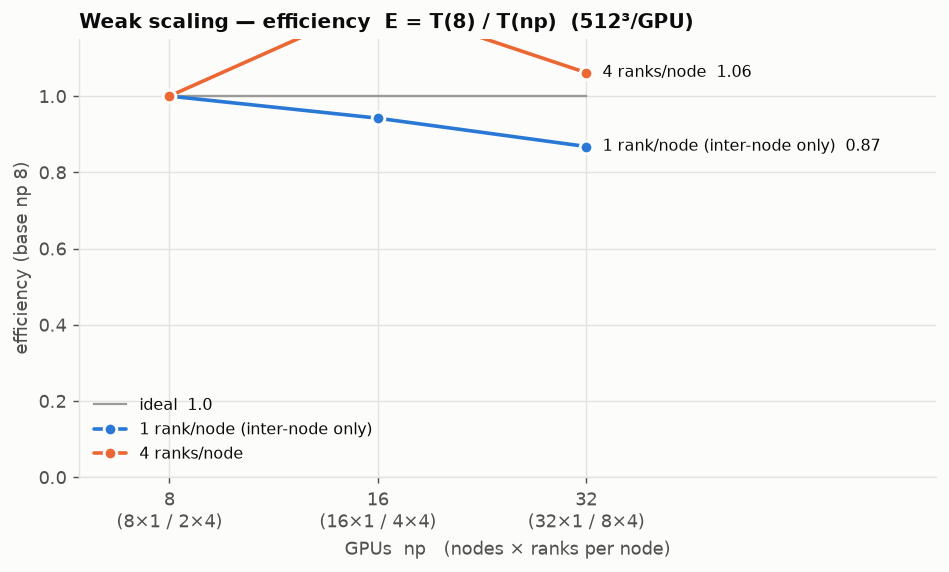 Weak scaling — efficiency  E = T(8) / T(np)  (512³/GPU)
4 ranks/node  1.06
1 rank/node (inter-node only)  0.87
efficiency (base np 8)
1.0
0.8
0.6
0.4
0.2
0.0
ideal  1.0
1 rank/node (inter-node only)
4 ranks/node
8
(8×1 / 2×4)
16
(16×1 / 4×4)
32
(32×1 / 8×4)
GPUs  np   (nodes × ranks per node)